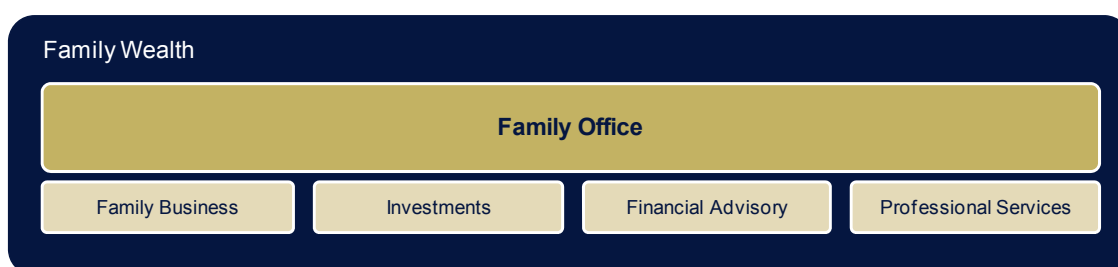 Family Wealth
Family Office
Family Business
Investments
Financial Advisory
Professional Services